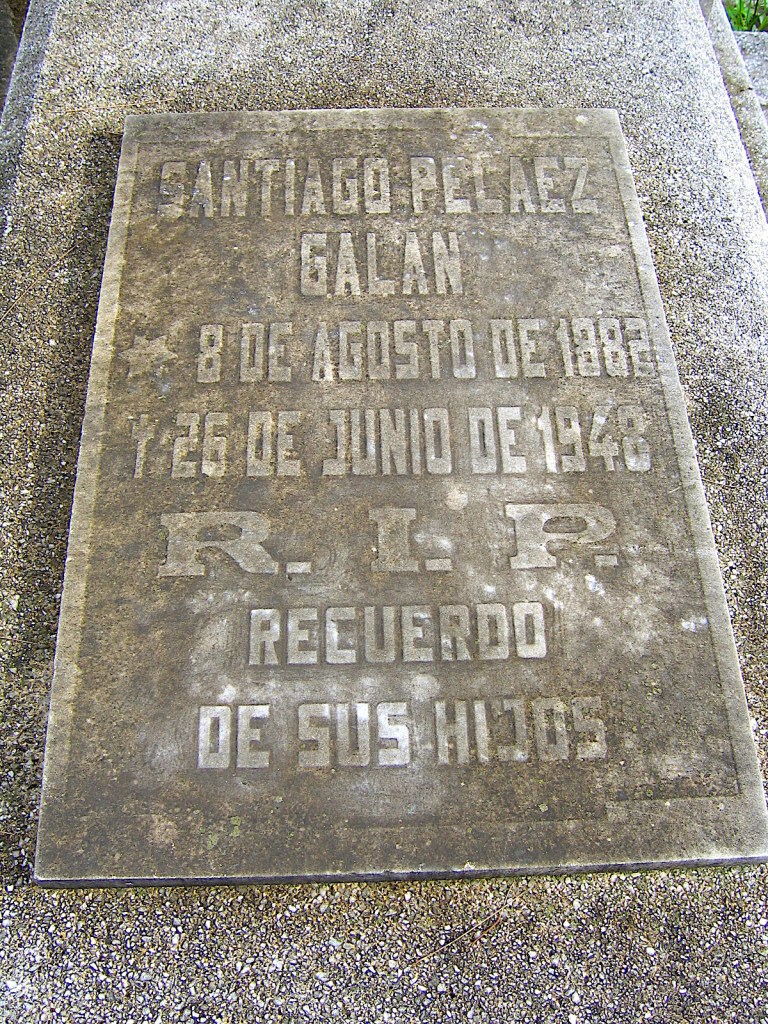 SANTIAGO PELAEZ
GALAN
★ 8 DE AGOSTO DE 1882
† 26 DE JUNIO DE 1948
R. I. P.
RECUERDO
DE SUS HIJOS